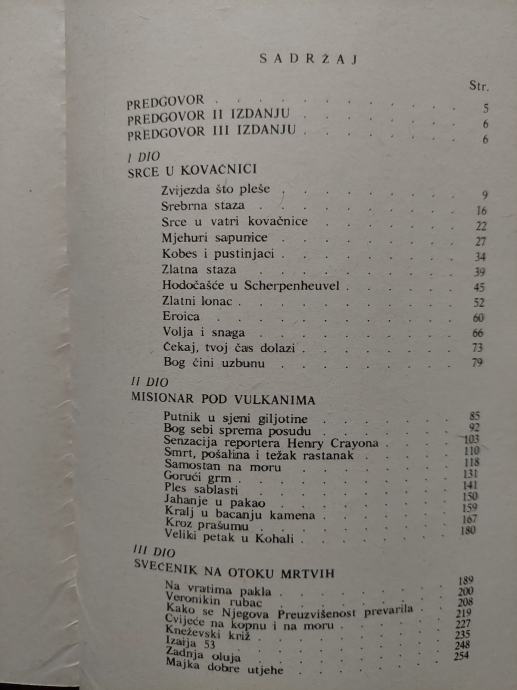 SADRŽAJ
Str.
PREDGOVOR . . . . . . . . . . 5
PREDGOVOR II IZDANJU . . . . . . . 6
PREDGOVOR III IZDANJU . . . . . . . 6
I DIO
SRCE U KOVAČNICI
Zvijezda što pleše . . . . . . . 9
Srebrna staza . . . . . . . 16
Srce u vatri kovačnice . . . . . . 22
Mjehuri sapunice . . . . . . . 27
Kobes i pustinjaci . . . . . . . 34
Zlatna staza . . . . . . . 39
Hodočašće u Scherpenheuvel . . . . . 45
Zlatni lonac . . . . . . . 52
Eroica . . . . . . . 60
Volja i snaga . . . . . . . 66
Čekaj, tvoj čas dolazi . . . . . . 73
Bog čini uzbunu . . . . . . . 79
II DIO
MISIONAR POD VULKANIMA
Putnik u sjeni giljotine . . . . . . 85
Bog sebi sprema posudu . . . . . . 92
Senzacija reportera Henry Crayona . . . . 103
Smrt, pošalina i težak rastanak . . . . . 110
Samostan na moru . . . . . . . 118
Gorući grm . . . . . . . 131
Ples sablasti . . . . . . . 141
Jahanje u pakao . . . . . . . 150
Kralj u bacanju kamena . . . . . . 159
Kroz prašumu . . . . . . . 167
Veliki petak u Kohali . . . . . . 180
III DIO
SVEĆENIK NA OTOKU MRTVIH
Na vratima pakla . . . . . . . 189
Veronikin rubac . . . . . . . 200
Kako se Njegova Preuzvišenost prevarila . . 208
Cvijeće na kopnu i na moru . . . . . 219
Kneževski križ . . . . . . . 227
Izaija 53 . . . . . . . 235
Zadnja oluja . . . . . . . 248
Majka dobre utjehe . . . . . . . 254